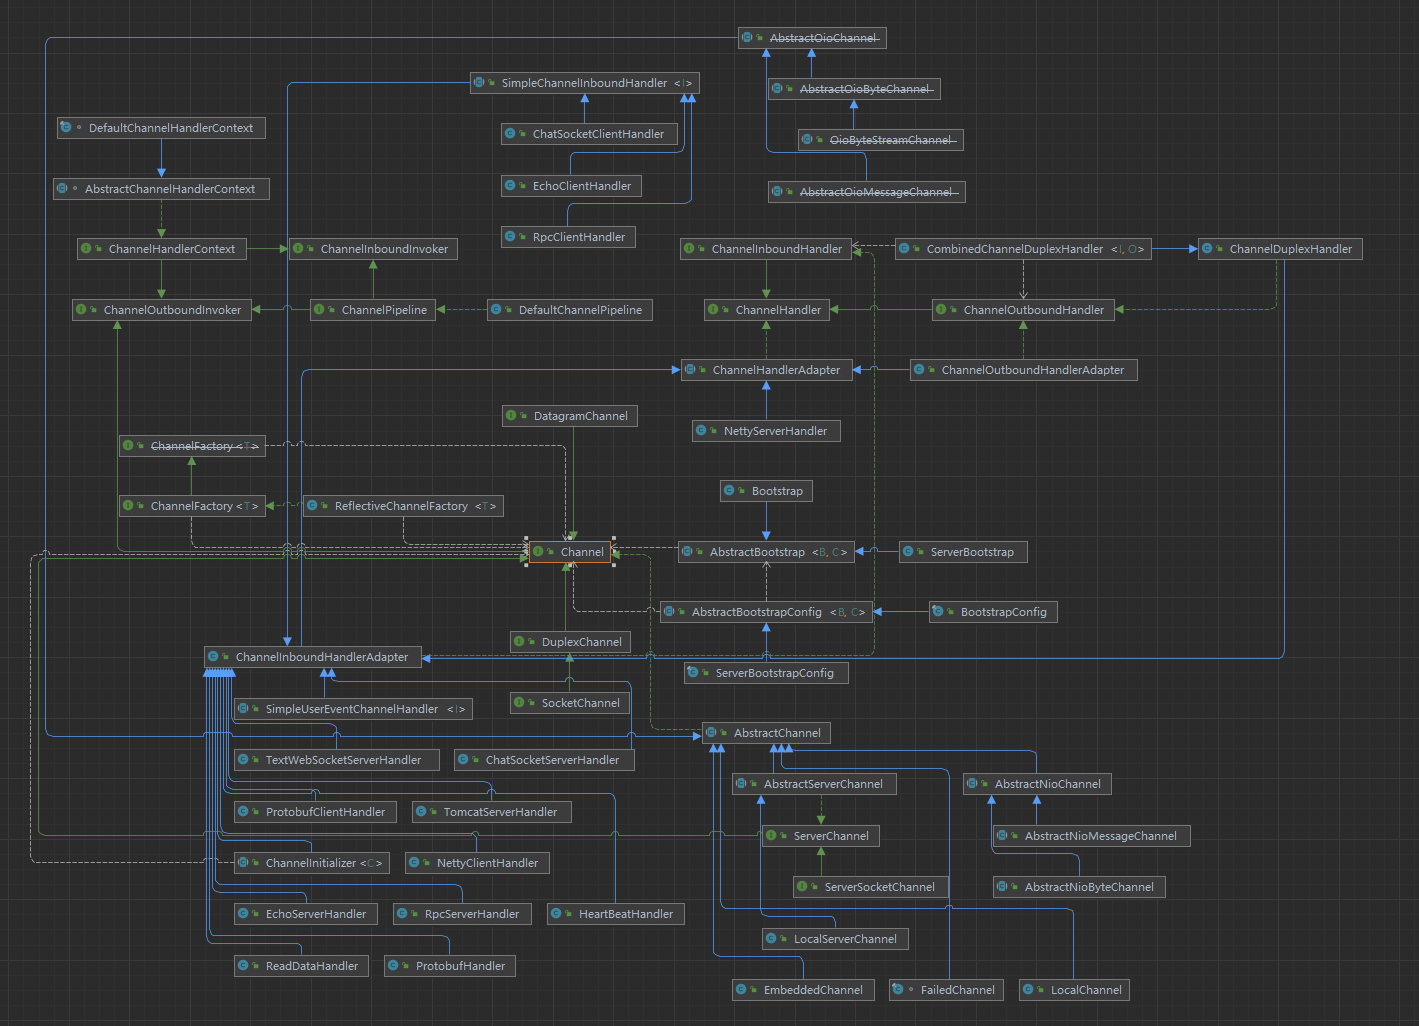 AbstractOioChannel
SimpleChannelInboundHandler <I>
AbstractOioByteChannel
DefaultChannelHandlerContext
ChatSocketClientHandler
OioByteStreamChannel
AbstractChannelHandlerContext
EchoClientHandler
AbstractOioMessageChannel
RpcClientHandler
ChannelHandlerContext
ChannelInboundInvoker
ChannelInboundHandler
CombinedChannelDuplexHandler <I, O>
ChannelDuplexHandler
ChannelOutboundInvoker
ChannelPipeline
DefaultChannelPipeline
ChannelHandler
ChannelOutboundHandler
ChannelHandlerAdapter
ChannelOutboundHandlerAdapter
DatagramChannel
NettyServerHandler
ChannelFactory <T>
Bootstrap
ChannelFactory <T>
ReflectiveChannelFactory <T>
Channel
AbstractBootstrap <B, C>
ServerBootstrap
AbstractBootstrapConfig <B, C>
BootstrapConfig
DuplexChannel
ChannelInboundHandlerAdapter
ServerBootstrapConfig
SimpleUserEventChannelHandler <I>
SocketChannel
AbstractChannel
TextWebSocketServerHandler
ChatSocketServerHandler
AbstractServerChannel
AbstractNioChannel
ProtobufClientHandler
TomcatServerHandler
ServerChannel
AbstractNioMessageChannel
ChannelInitializer <C>
NettyClientHandler
ServerSocketChannel
AbstractNioByteChannel
EchoServerHandler
RpcServerHandler
HeartBeatHandler
LocalServerChannel
ReadDataHandler
ProtobufHandler
EmbeddedChannel
FailedChannel
LocalChannel